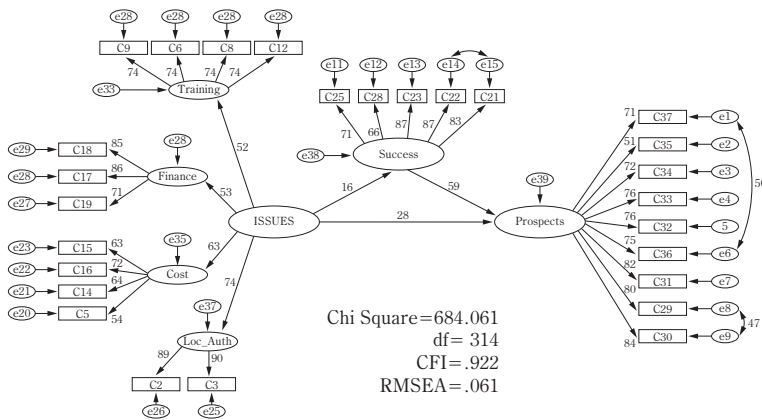 e28 e28 e28 e28
C9 C6 C8 C12
74 74 74 74
e33 Training
e11 e12 e13 e14 e15
C25 C28 C23 C22 C21
71 66 87 87 83
e38 Success
e29 C18 85
e28 C17 86
e27 C19 71
e28
Finance
52
53
16
59
e39
ISSUES
28
Prospects
63
74
e23 C15 63
e22 C16 72
e21 C14 64
e20 C5 54
e35
Cost
e37
Loc_Auth
89 90
C2 C3
e26 e25
71 C37 e1
51 C35 e2
72 C34 e3
76 C33 e4
76 C32 5
75 C36 e6
82 C31 e7
80 C29 e8
84 C30 e9
47
Chi Square=684.061
df= 314
CFI=.922
RMSEA=.061